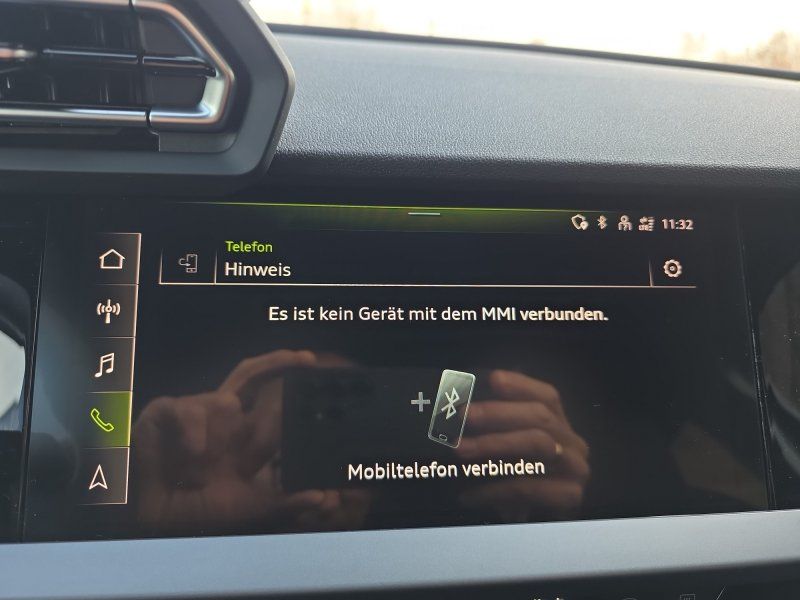 11:32
Telefon
Hinweis
Es ist kein Gerät mit dem MMI verbunden.
Mobiltelefon verbinden